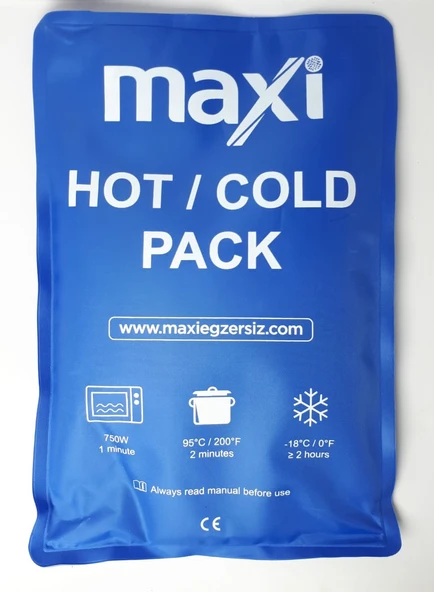 maxi
HOT / COLD
PACK
www.maxiegzersiz.com
750W
1 minute
95°C / 200°F
2 minutes
-18°C / 0°F
≥ 2 hours
Always read manual before use
CE